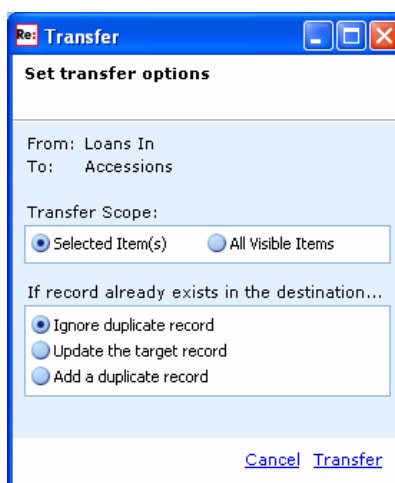 Re: Transfer
Set transfer options
From: Loans In
To: Accessions
Transfer Scope:
Selected Item(s) All Visible Items
If record already exists in the destination...
Ignore duplicate record
Update the target record
Add a duplicate record
Cancel Transfer